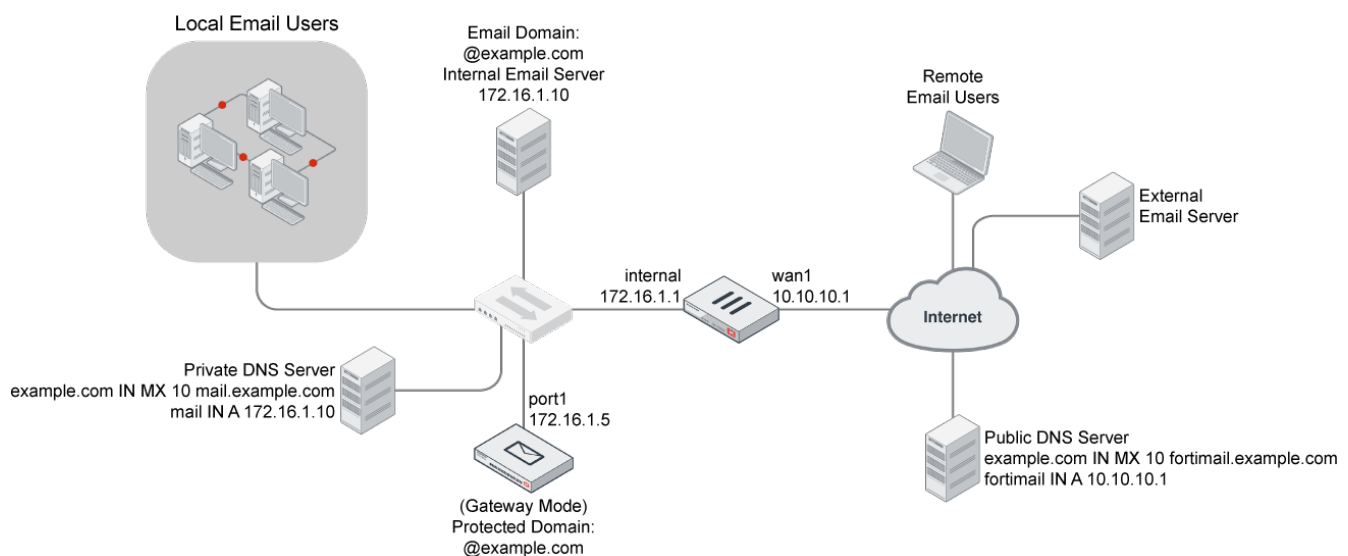 Local Email Users
Email Domain:
@example.com
Internal Email Server
172.16.1.10
Remote
Email Users
External
Email Server
internal
172.16.1.1
wan1
10.10.10.1
Internet
Private DNS Server
example.com IN MX 10 mail.example.com
mail IN A 172.16.1.10
port1
172.16.1.5
(Gateway Mode)
Protected Domain:
@example.com
Public DNS Server
example.com IN MX 10 fortimail.example.com
fortimail IN A 10.10.10.1